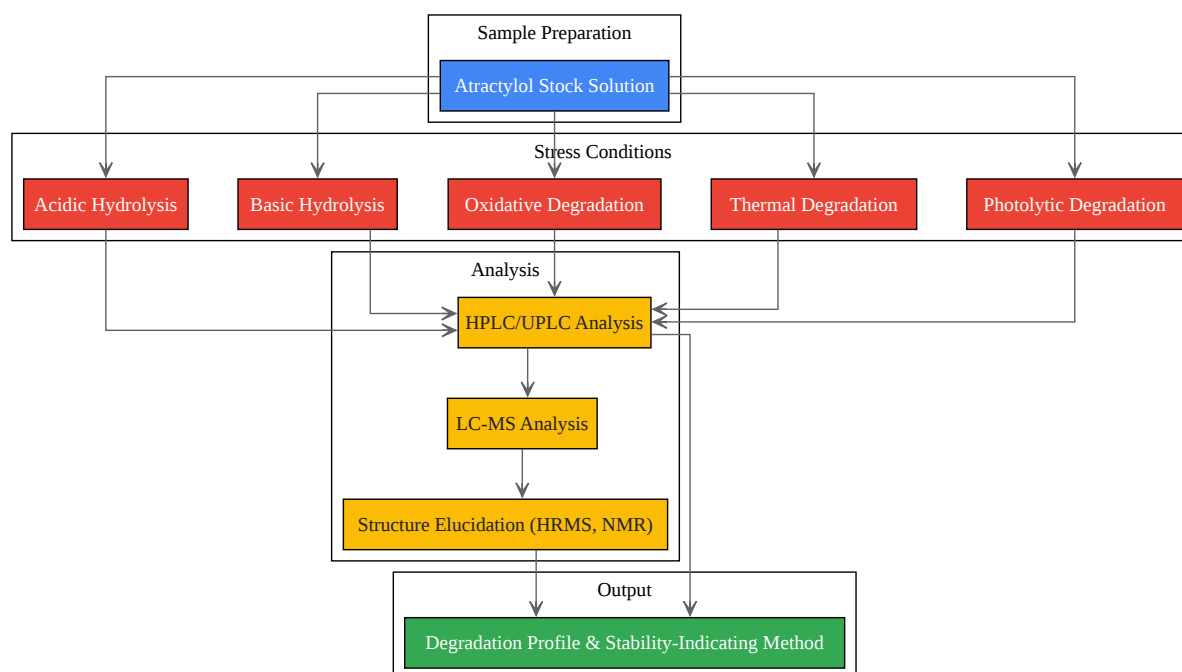 Sample Preparation
Atractylol Stock Solution
Stress Conditions
Acidic Hydrolysis
Basic Hydrolysis
Oxidative Degradation
Thermal Degradation
Photolytic Degradation
Analysis
HPLC/UPLC Analysis
LC-MS Analysis
Structure Elucidation (HRMS, NMR)
Output
Degradation Profile & Stability-Indicating Method